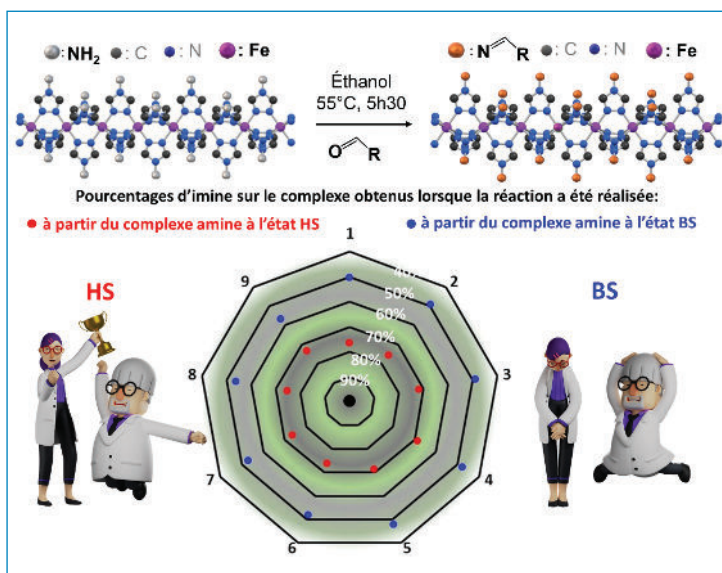 : NH₂ : C : N : Fe
Éthanol
55°C, 5h30
O R
: N R : C : N : Fe
Pourcentages d'imine sur le complexe obtenus lorsque la réaction a été réalisée:
à partir du complexe amine à l'état HS
à partir du complexe amine à l'état BS
HS
BS
1
2
3
4
5
6
7
8
9
40%
50%
60%
70%
80%
90%